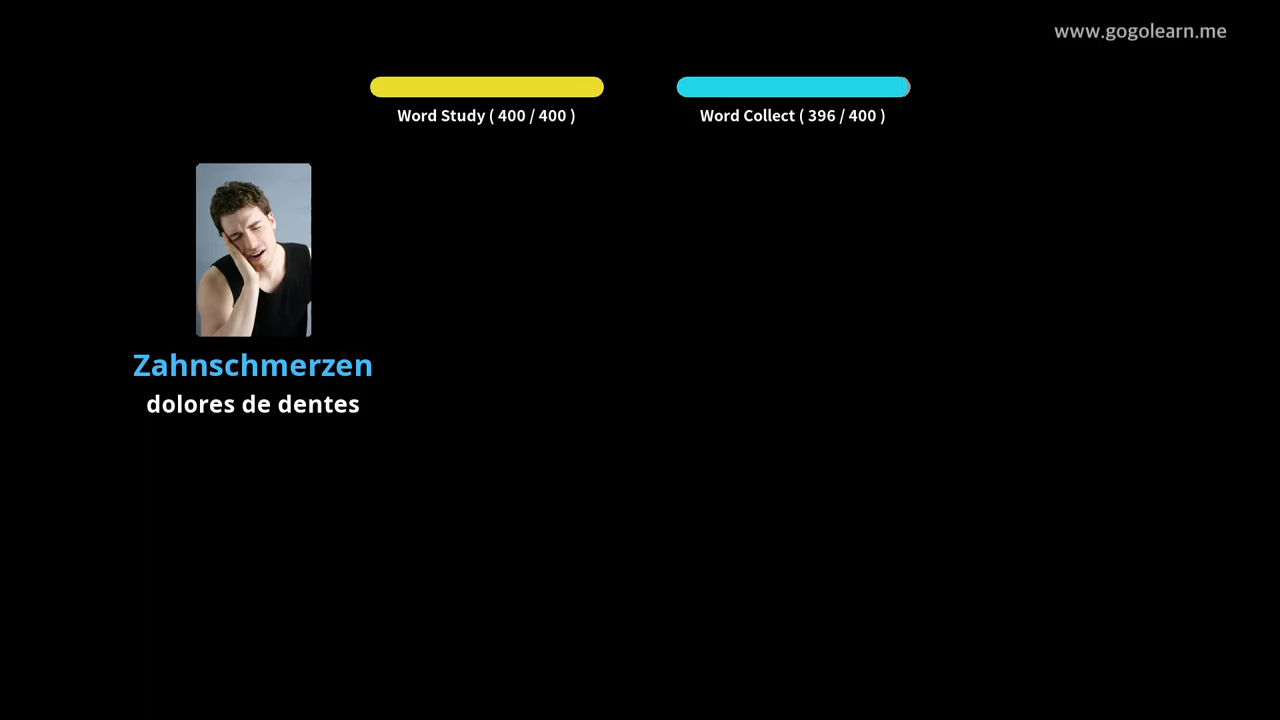 www.gogolearn.me
Word Study ( 400 / 400 )
Word Collect ( 396 / 400 )
Zahnschmerzen
dolores de dentes